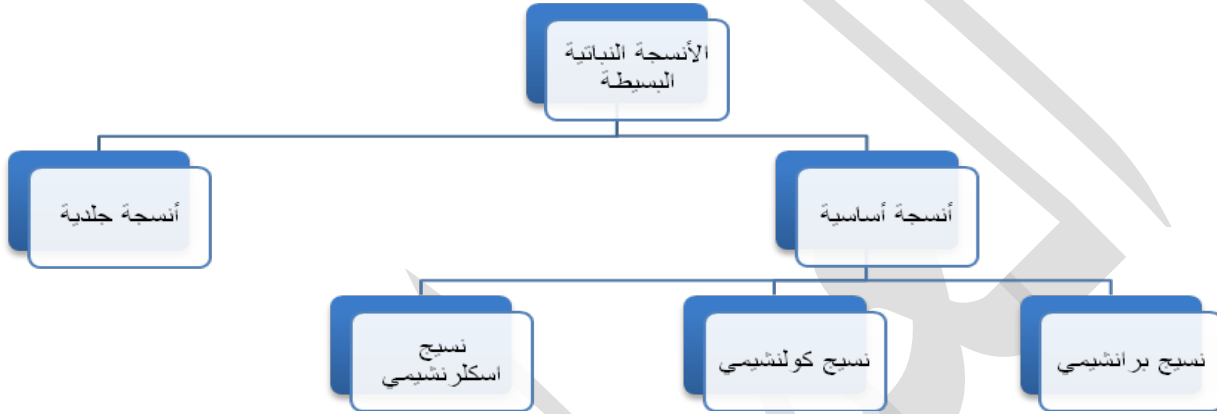 الأنسجة النباتية
البسيطة
أنسجة أساسية
أنسجة جلدية
نسيج برانشيمي
نسيج كولنشيمي
نسيج
اسكلرنشيمي